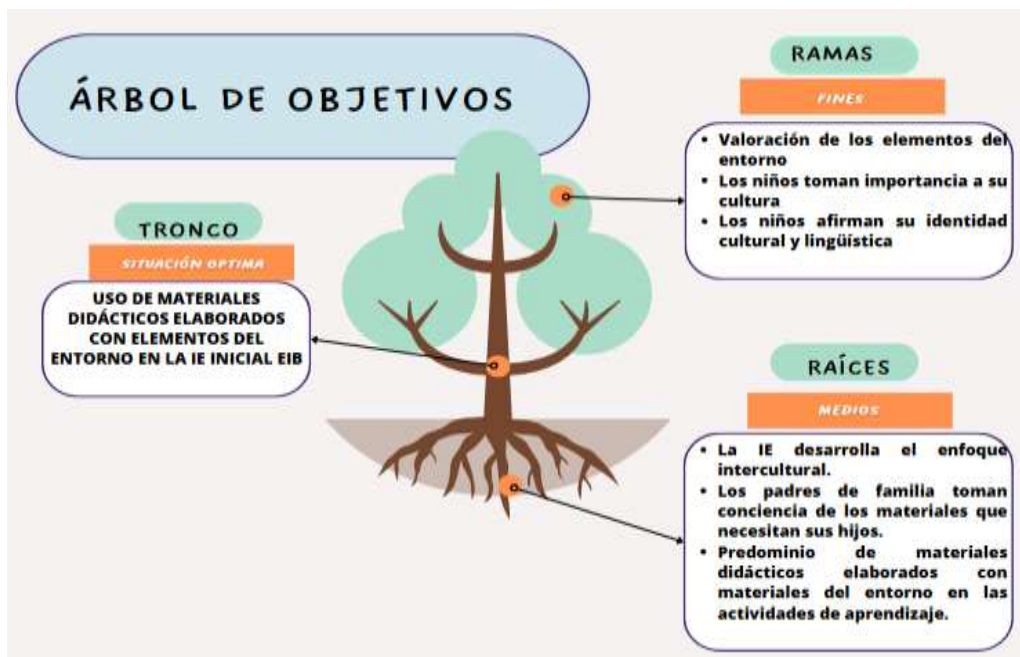 ÁRBOL DE OBJETIVOS
RAMAS
FINES
• Valoración de los elementos del
entorno
• Los niños toman importancia a su
cultura
• Los niños afirman su identidad
cultural y lingüística
TRONCO
SITUACIÓN OPTIMA
USO DE MATERIALES
DIDÁCTICOS ELABORADOS
CON ELEMENTOS DEL
ENTORNO EN LA IE INICIAL EIB
RAÍCES
MEDIOS
• La IE desarrolla el enfoque
intercultural.
• Los padres de familia toman
conciencia de los materiales que
necesitan sus hijos.
• Predominio de materiales
didácticos elaborados con
materiales del entorno en las
actividades de aprendizaje.